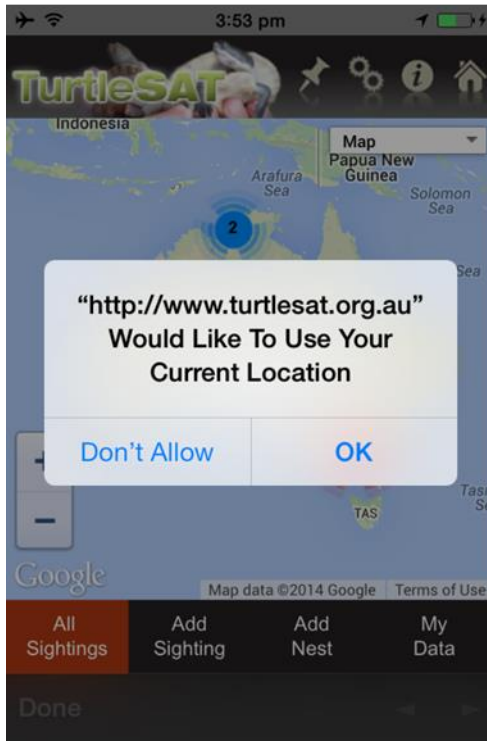 3:53 pm
TurtleSAT
Indonesia
Map
Papua New
Guinea
Arafura
Sea
Solomon
Sea
2
Sea
“http://www.turtlesat.org.au”
Would Like To Use Your
Current Location
Don’t Allow
OK
+
−
TAS
Google
Map data ©2014 Google
Terms of Use
All
Sightings
Add
Sighting
Add
Nest
My
Data
Done